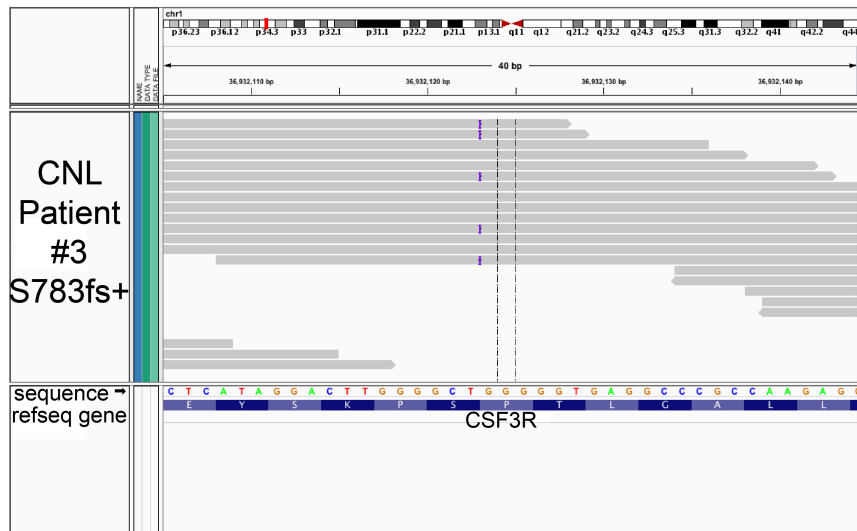 chr1
p36.23 p36.12 p34.3 p33 p32.1 p31.1 p22.2 p21.1 p13.1 q11 q12 q21.2 q23.2 q24.3 q25.3 q31.3 q32.2 q41 q42.2 q44
40 bp
36,932,110 bp 36,932,120 bp 36,932,130 bp 36,932,140 bp
NAME
DATA TYPE
DATA FILE
CNL
Patient
#3
S783fs+
sequence → C T C A T A G G A C T T G G G G C T G G G G G T G A G G C C C G C C A A G A G G
refseq gene E Y S K P S P T L G A L L
CSF3R